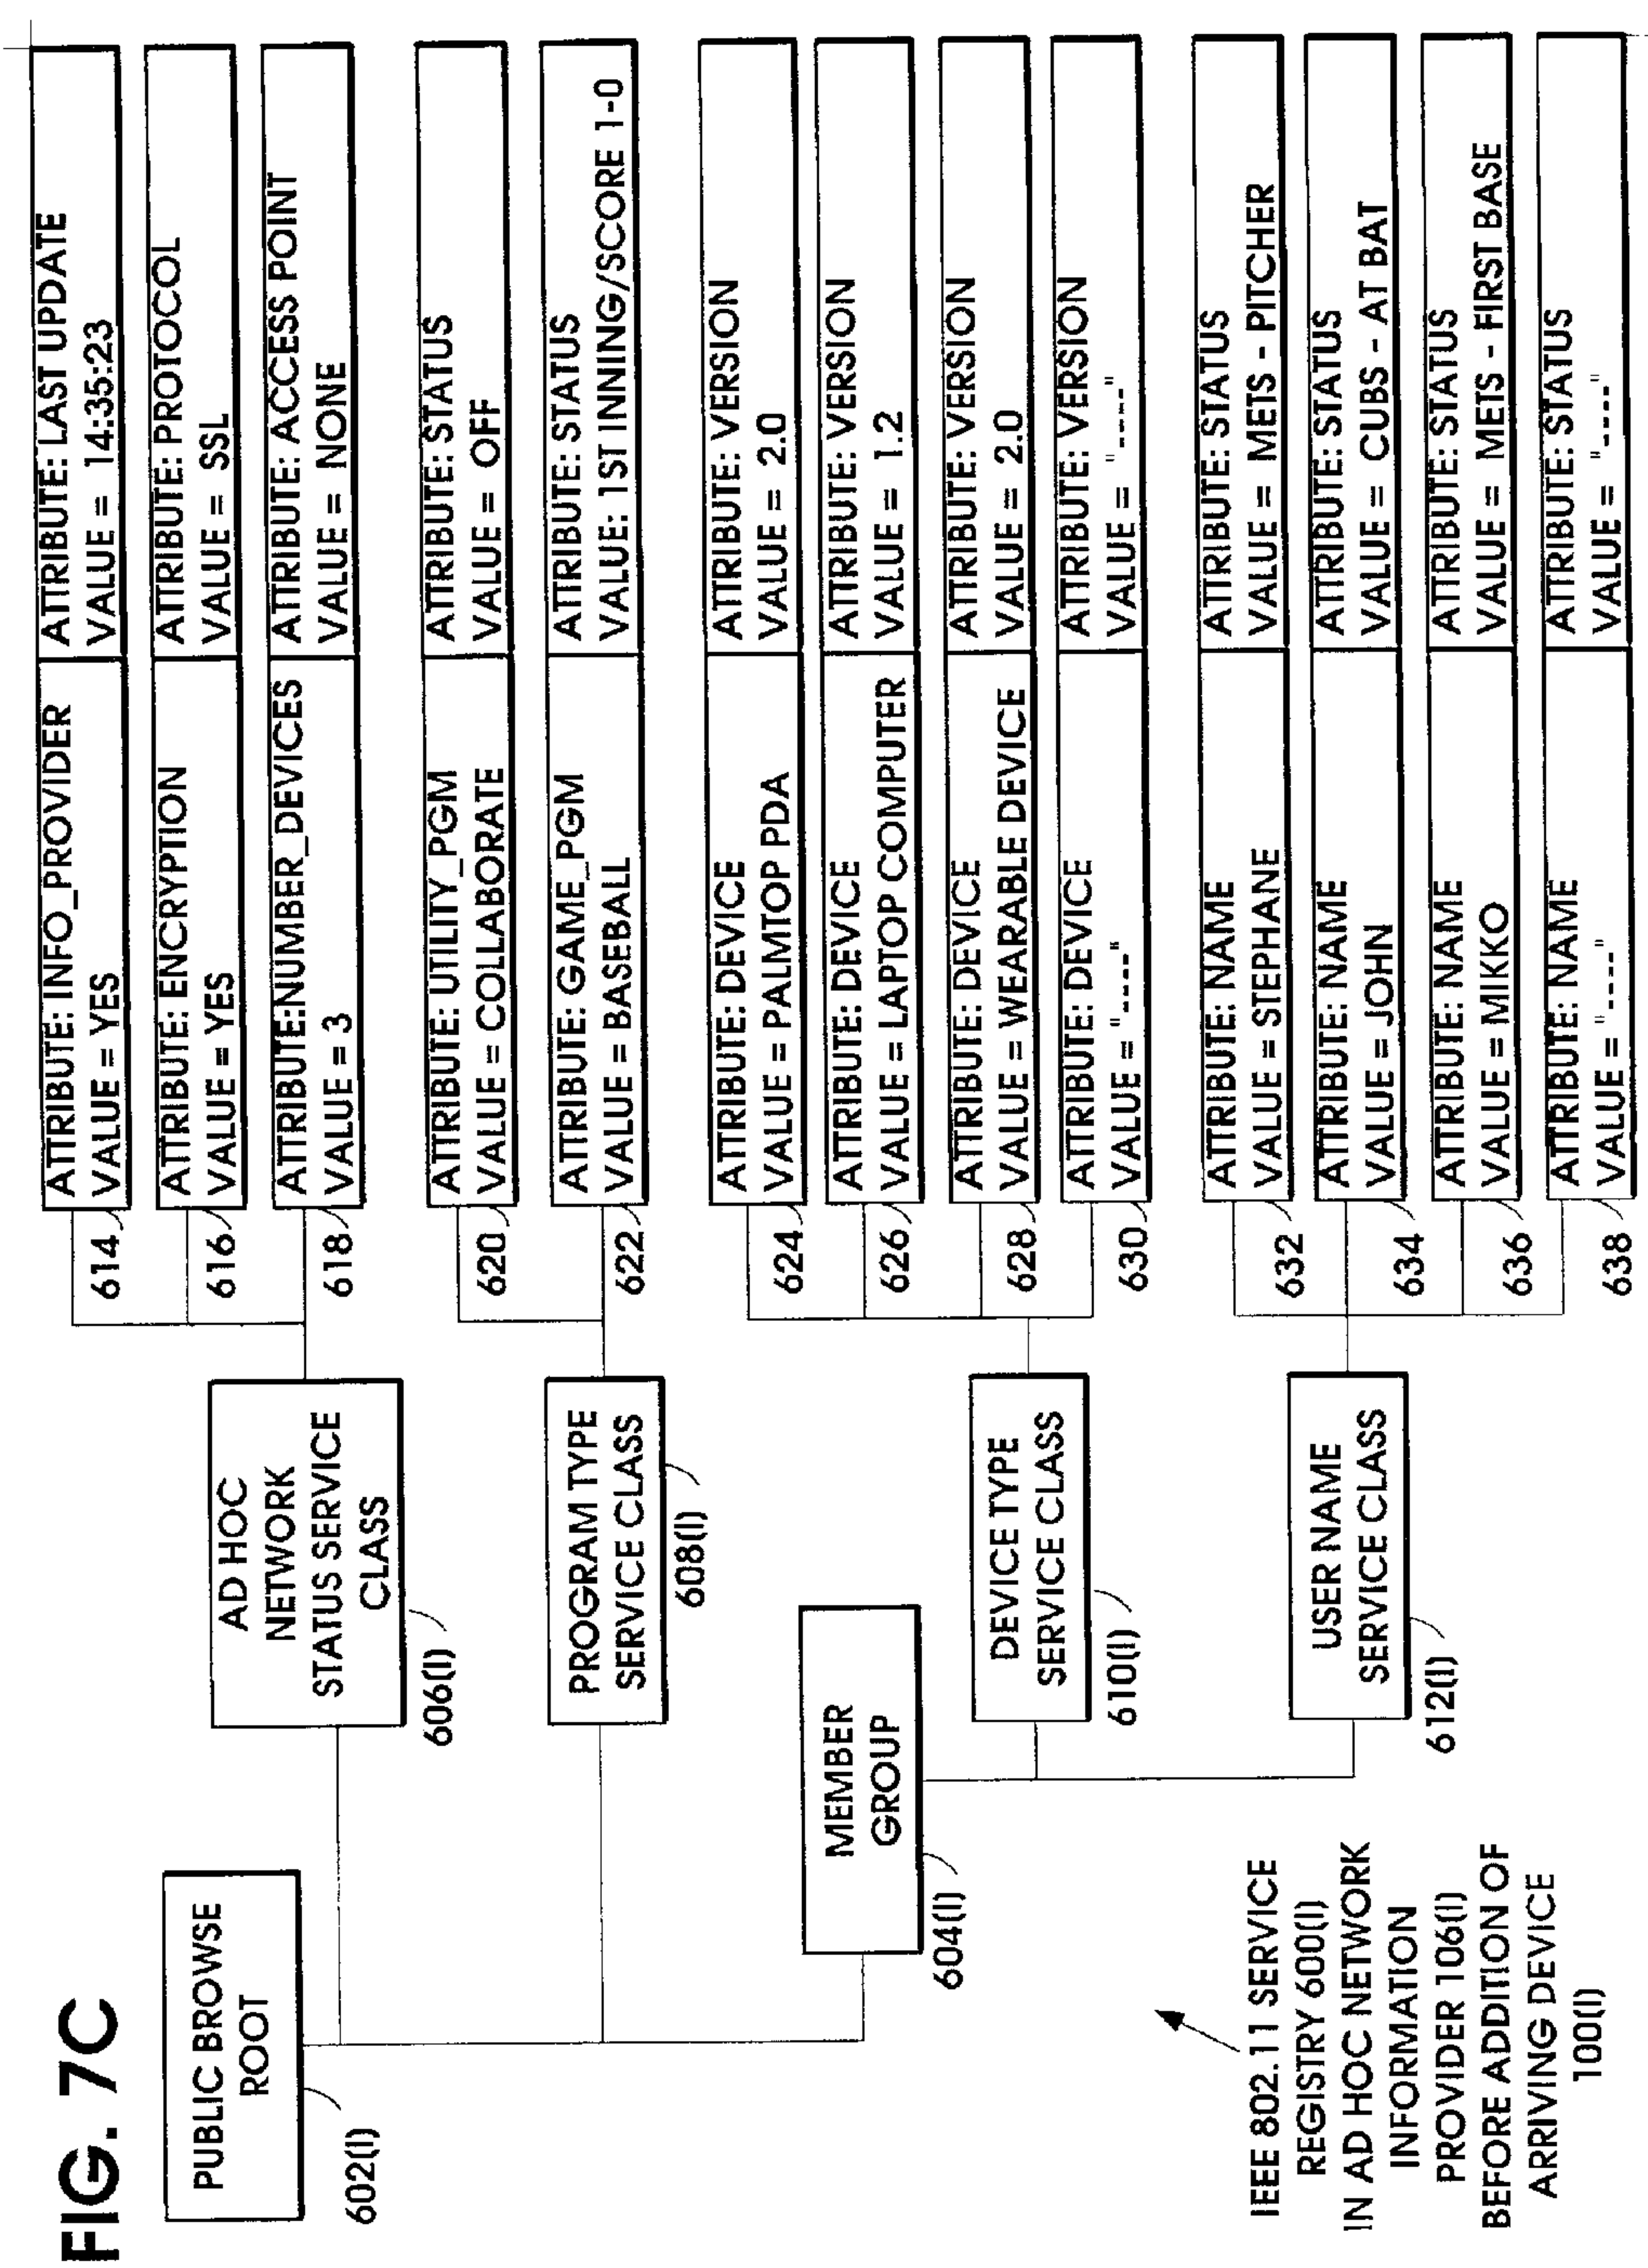 FIG. 7C
PUBLIC BROWSE
ROOT
602(I)
AD HOC
NETWORK
STATUS SERVICE
CLASS
606(I)
PROGRAM TYPE
SERVICE CLASS
608(I)
MEMBER
GROUP
604(I)
DEVICE TYPE
SERVICE CLASS
610(I)
USER NAME
SERVICE CLASS
612(I)
614
ATTRIBUTE: INFO_PROVIDER
VALUE = YES
ATTRIBUTE: LAST UPDATE
VALUE = 14:35:23
616
ATTRIBUTE: ENCRYPTION
VALUE = YES
ATTRIBUTE: PROTOCOL
VALUE = SSL
618
ATTRIBUTE:NUMBER_DEVICES
VALUE = 3
ATTRIBUTE: ACCESS POINT
VALUE = NONE
620
ATTRIBUTE: UTILITY_PGM
VALUE = COLLABORATE
ATTRIBUTE: STATUS
VALUE = OFF
622
ATTRIBUTE: GAME_PGM
VALUE = BASEBALL
ATTRIBUTE: STATUS
VALUE: 1ST INNING/SCORE 1-0
624
ATTRIBUTE: DEVICE
VALUE = PALMTOP PDA
ATTRIBUTE: VERSION
VALUE = 2.0
626
ATTRIBUTE: DEVICE
VALUE = LAPTOP COMPUTER
ATTRIBUTE: VERSION
VALUE = 1.2
628
ATTRIBUTE: DEVICE
VALUE = WEARABLE DEVICE
ATTRIBUTE: VERSION
VALUE = 2.0
630
ATTRIBUTE: DEVICE
VALUE = "----"
ATTRIBUTE: VERSION
VALUE = "----"
632
ATTRIBUTE: NAME
VALUE = STEPHANE
ATTRIBUTE: STATUS
VALUE = METS - PITCHER
634
ATTRIBUTE: NAME
VALUE = JOHN
ATTRIBUTE: STATUS
VALUE = CUBS - AT BAT
636
ATTRIBUTE: NAME
VALUE = MIKKO
ATTRIBUTE: STATUS
VALUE = METS - FIRST BASE
638
ATTRIBUTE: NAME
VALUE = "----"
ATTRIBUTE: STATUS
VALUE = "----"
IEEE 802.11 SERVICE
REGISTRY 600(I)
IN AD HOC NETWORK
INFORMATION
PROVIDER 106(I)
BEFORE ADDITION OF
ARRIVING DEVICE
100(I)